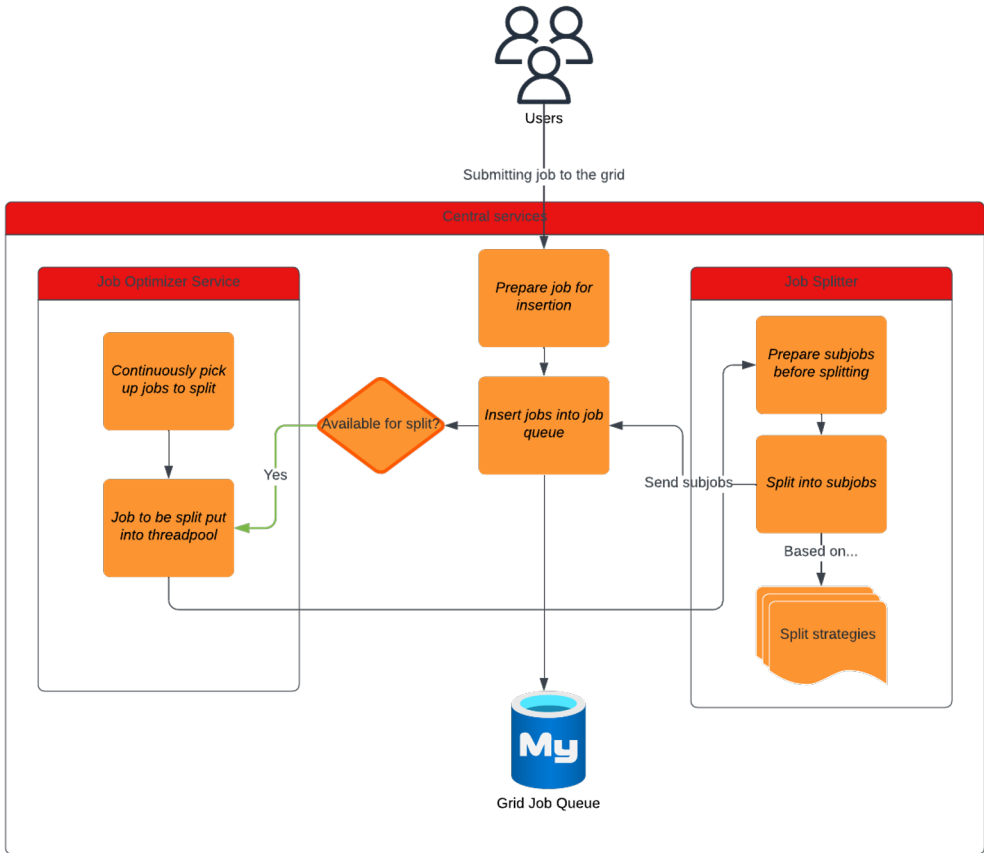 Users
Submitting job to the grid
Central services
Job Optimizer Service
Job Splitter
Prepare job for
insertion
Continuously pick
up jobs to split
Prepare subjobs
before splitting
Available for split?
Insert jobs into job
queue
Yes
Send subjobs
Split into subjobs
Job to be split put
into threadpool
Based on...
Split strategies
My
Grid Job Queue